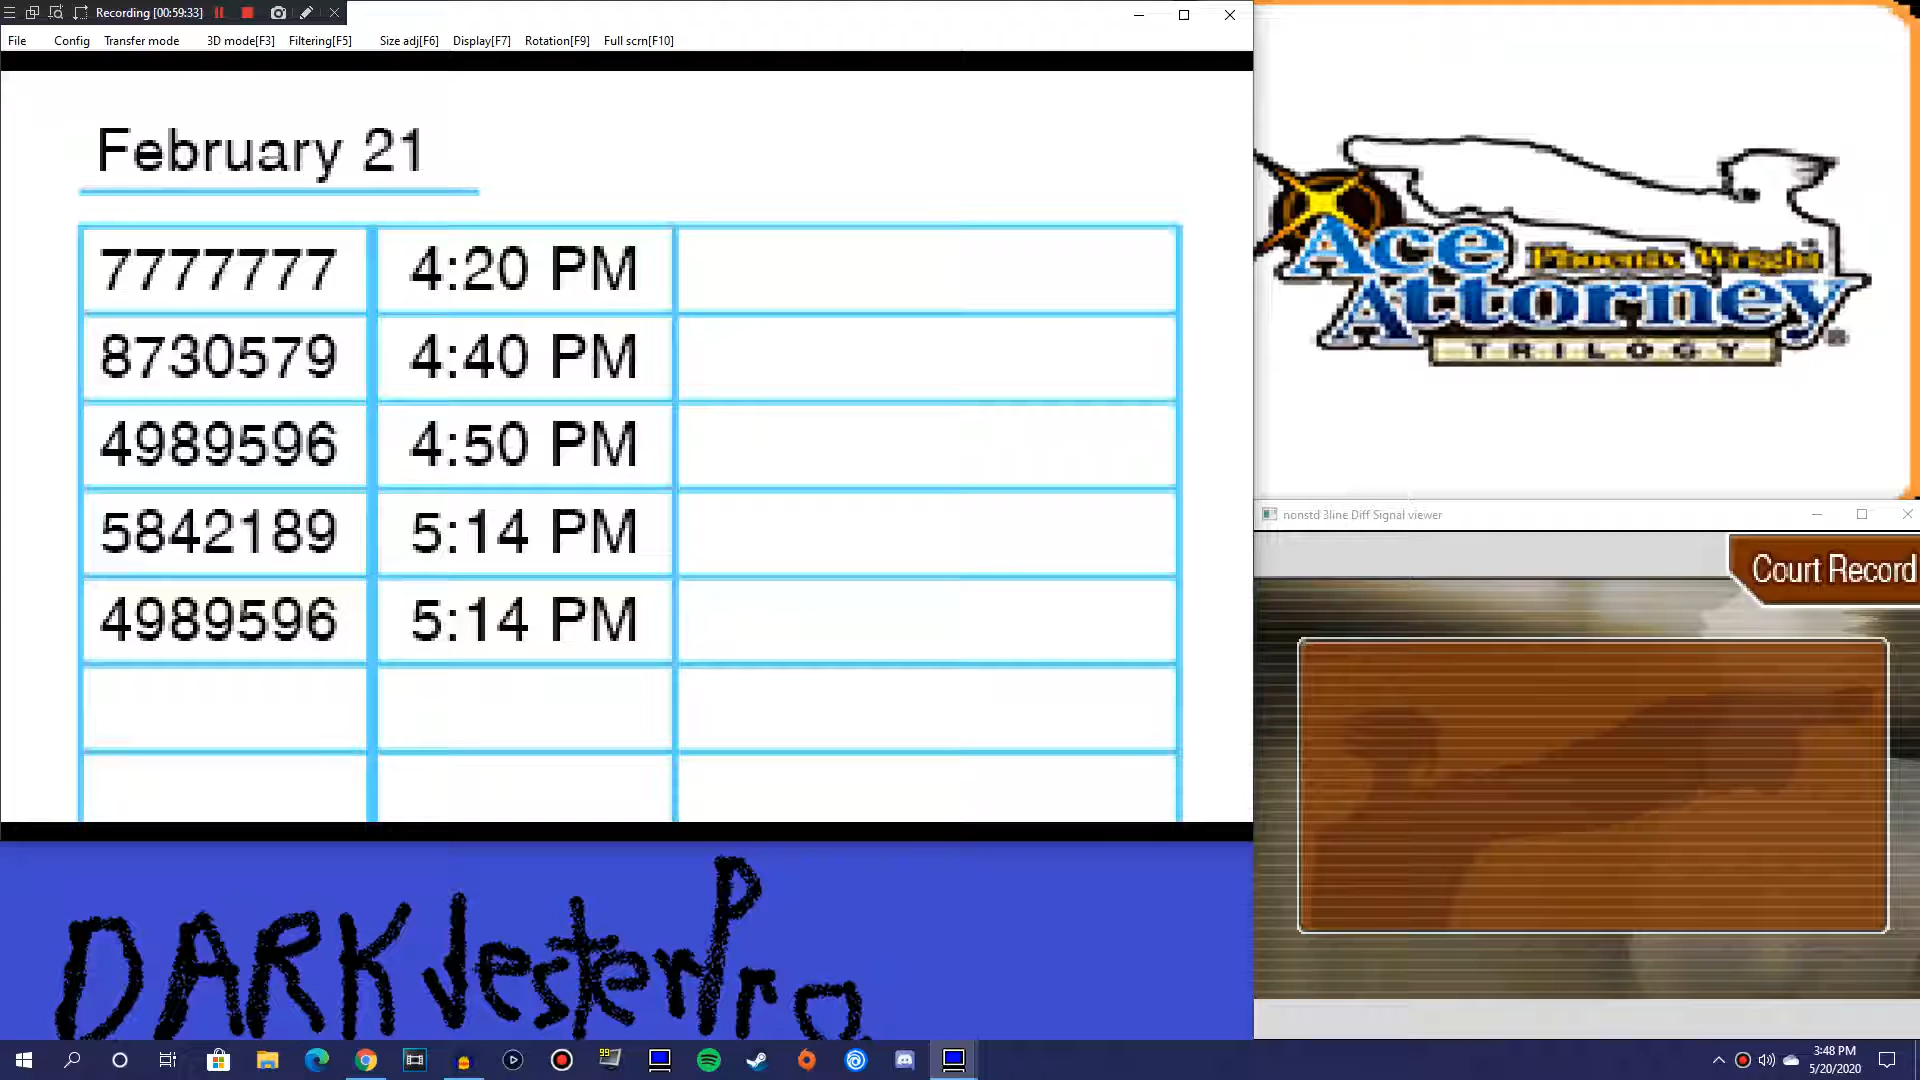 Recording [00:59:33]
File Config Transfer mode 3D mode[F3] Filtering[F5] Size adj[F6] Display[F7] Rotation[F9] Full scrn[F10]
February 21
7777777 4:20 PM
8730579 4:40 PM
4989596 4:50 PM
5842189 5:14 PM
4989596 5:14 PM
Phoenix Wright
Ace Attorney
TRILOGY
nonstd 3line Diff Signal viewer
Court Record
DARKJesterPro
99
3:48 PM
5/20/2020